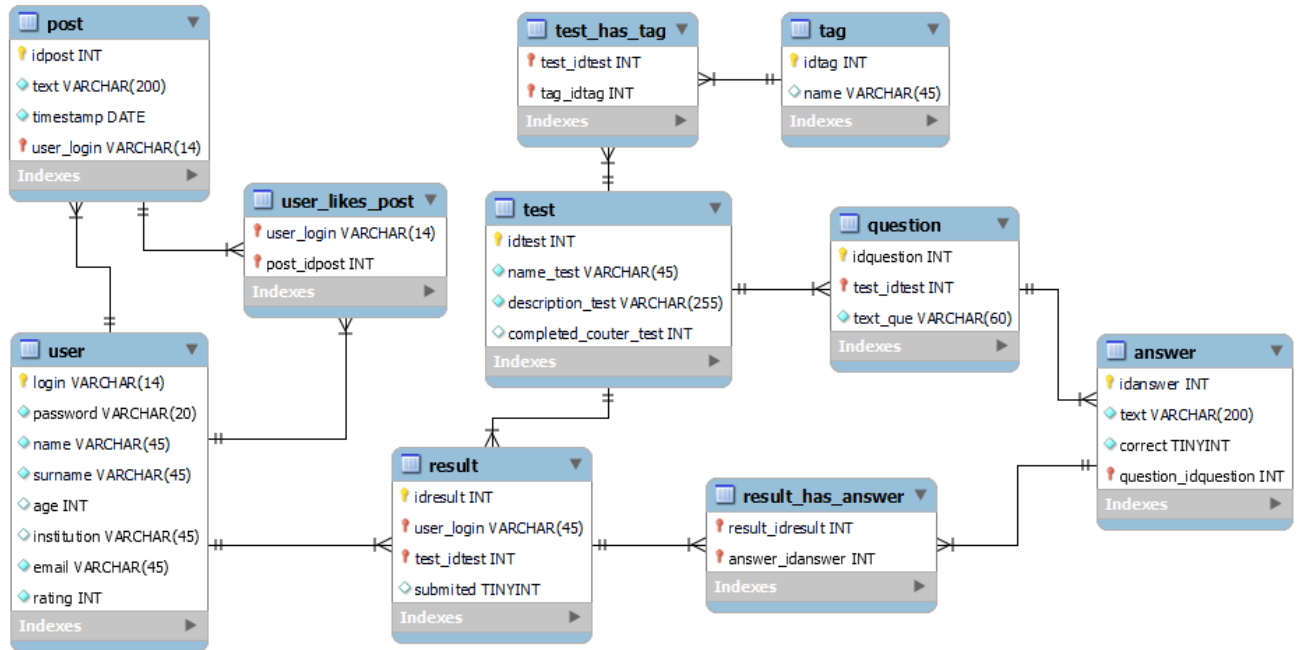 post
idpost INT
text VARCHAR(200)
timestamp DATE
user_login VARCHAR(14)
Indexes
test_has_tag
test_idtest INT
tag_idtag INT
Indexes
tag
idtag INT
name VARCHAR(45)
Indexes
user_likes_post
user_login VARCHAR(14)
post_idpost INT
Indexes
test
idtest INT
name_test VARCHAR(45)
description_test VARCHAR(255)
completed_couter_test INT
Indexes
question
idquestion INT
test_idtest INT
text_que VARCHAR(60)
Indexes
user
login VARCHAR(14)
password VARCHAR(20)
name VARCHAR(45)
surname VARCHAR(45)
age INT
institution VARCHAR(45)
email VARCHAR(45)
rating INT
Indexes
answer
idanswer INT
text VARCHAR(200)
correct TINYINT
question_idquestion INT
Indexes
result
idresult INT
user_login VARCHAR(45)
test_idtest INT
submited TINYINT
Indexes
result_has_answer
result_idresult INT
answer_idanswer INT
Indexes